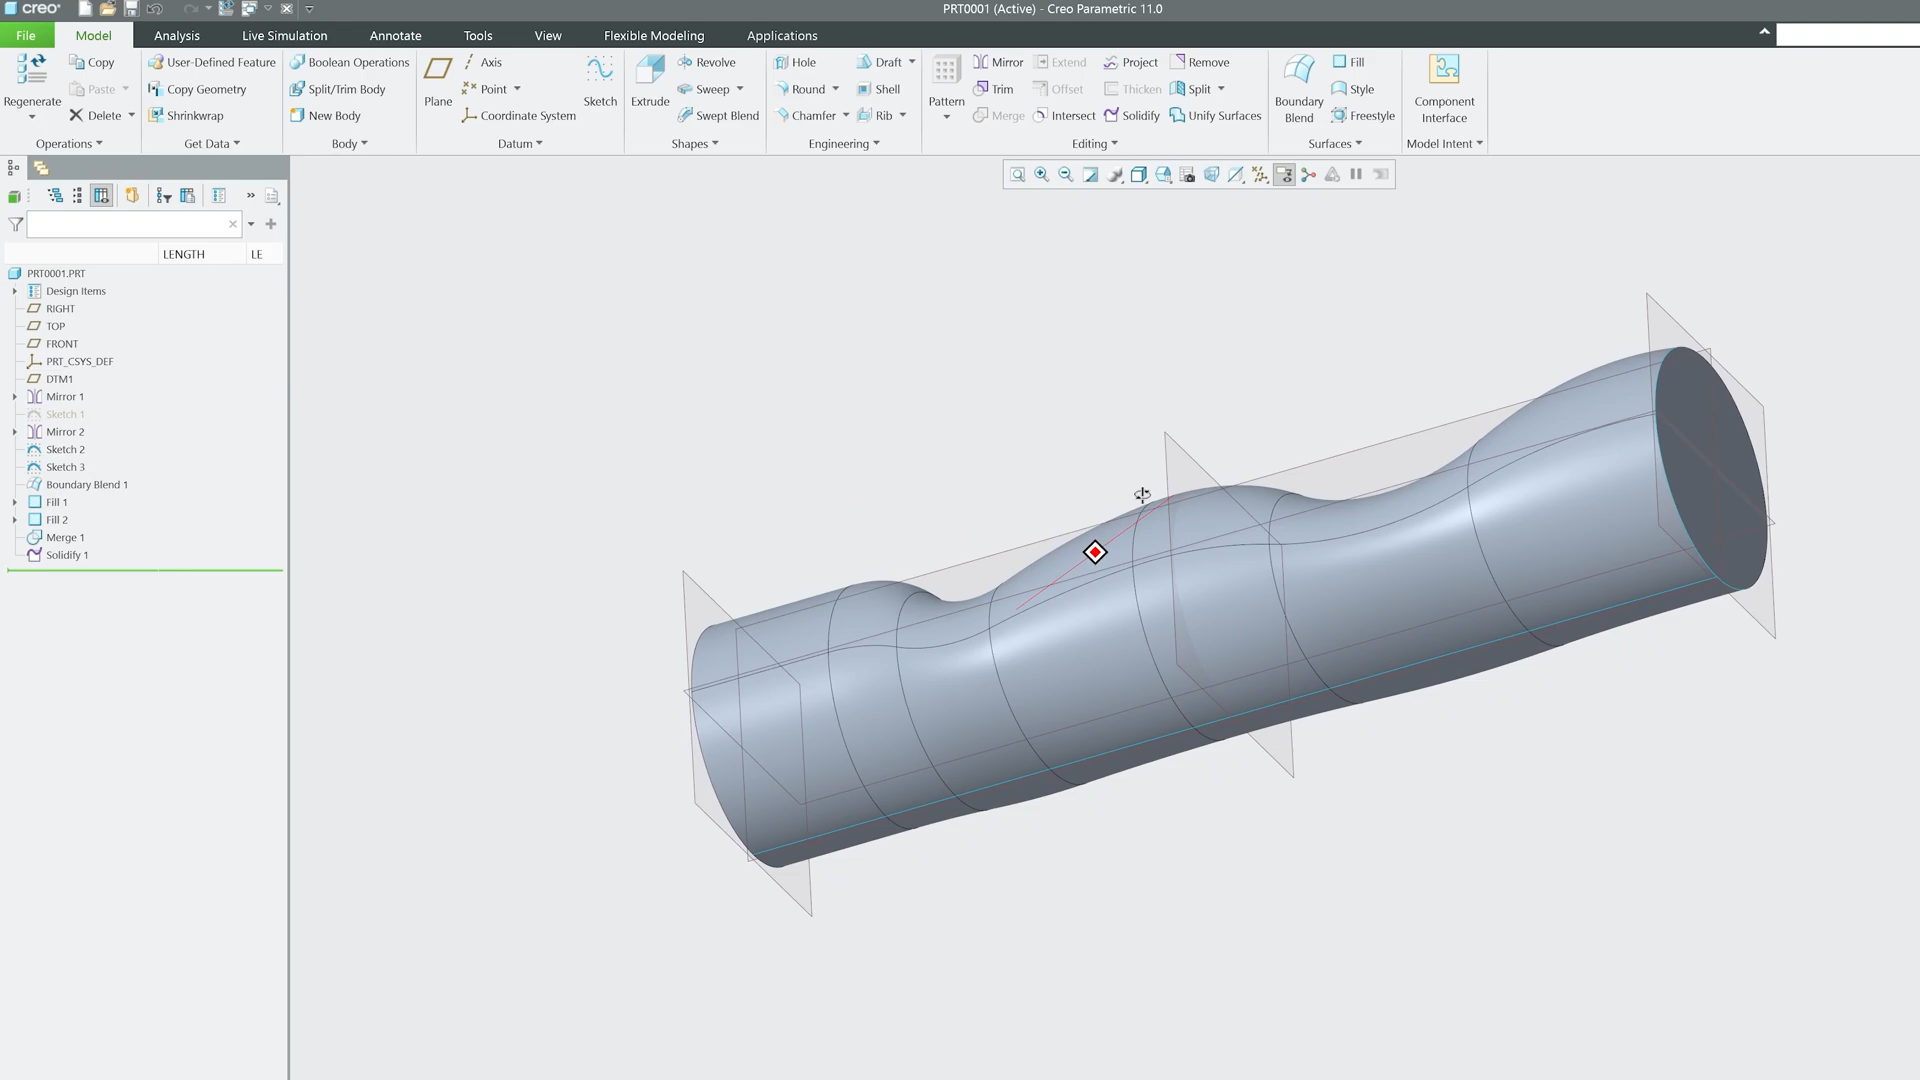 creo
PRT0001 (Active) - Creo Parametric 11.0
File Model Analysis Live Simulation Annotate Tools View Flexible Modeling Applications
Regenerate
Copy
Paste
Delete
Operations
User-Defined Feature
Copy Geometry
Shrinkwrap
Get Data
Boolean Operations
Split/Trim Body
New Body
Body
Plane
Axis
Point
Coordinate System
Sketch
Datum
Extrude
Revolve
Sweep
Swept Blend
Shapes
Hole
Round
Chamfer
Draft
Shell
Rib
Engineering
Pattern
Mirror
Trim
Merge
Extend
Offset
Intersect
Project
Thicken
Solidify
Remove
Split
Unify Surfaces
Editing
Boundary
Blend
Fill
Style
Freestyle
Surfaces
Component
Interface
Model Intent
LENGTH LE
PRT0001.PRT
Design Items
RIGHT
TOP
FRONT
PRT_CSYS_DEF
DTM1
Mirror 1
Sketch 1
Mirror 2
Sketch 2
Sketch 3
Boundary Blend 1
Fill 1
Fill 2
Merge 1
Solidify 1